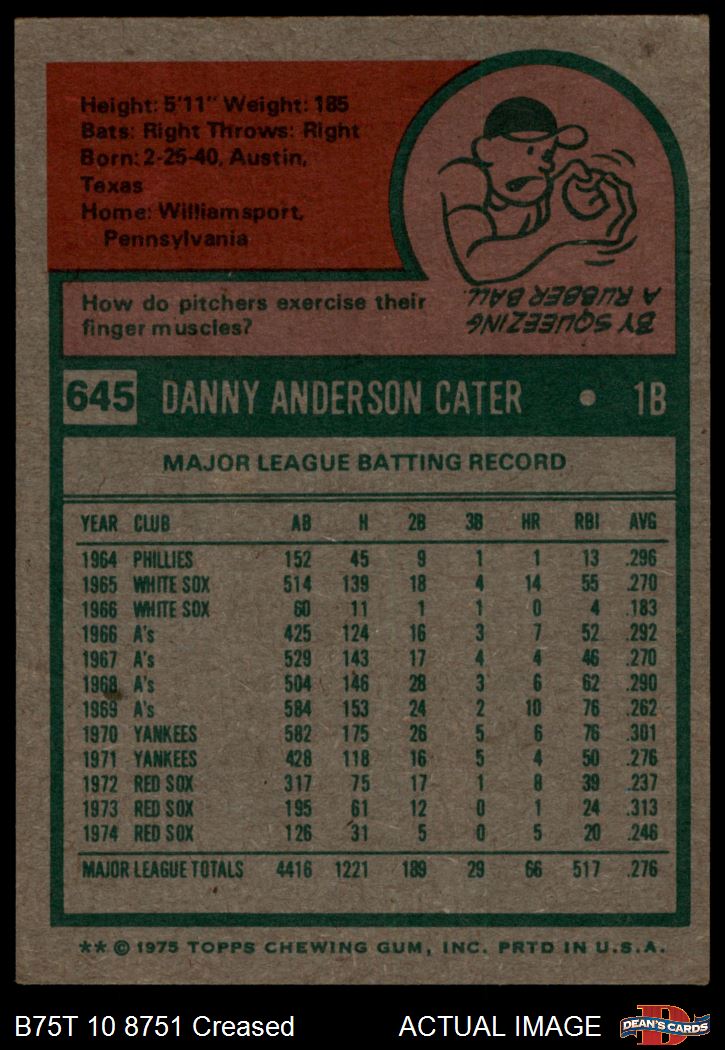 Height: 5'11" Weight: 185
Bats: Right Throws: Right
Born: 2-25-40, Austin,
Texas
Home: Williamsport,
Pennsylvania
How do pitchers exercise their
finger muscles?
BY SQUEEZING
A RUBBER BALL.
645 DANNY ANDERSON CATER • 1B
MAJOR LEAGUE BATTING RECORD
YEAR CLUB AB H 2B 3B HR RBI AVG
1964 PHILLIES 152 45 9 1 1 13 .296
1965 WHITE SOX 514 139 18 4 14 55 .270
1966 WHITE SOX 60 11 1 1 0 4 .183
1966 A's 425 124 16 3 7 52 .292
1967 A's 529 143 17 4 4 46 .270
1968 A's 504 146 28 3 6 62 .290
1969 A's 584 153 24 2 10 76 .262
1970 YANKEES 582 175 26 5 6 76 .301
1971 YANKEES 428 118 16 5 4 50 .276
1972 RED SOX 317 75 17 1 8 39 .237
1973 RED SOX 195 61 12 0 1 24 .313
1974 RED SOX 126 31 5 0 5 20 .246
MAJOR LEAGUE TOTALS 4416 1221 189 29 66 517 .276
** © 1975 TOPPS CHEWING GUM, INC. PRTD IN U.S.A.
B75T 10 8751 Creased ACTUAL IMAGE DEAN'S CARDS